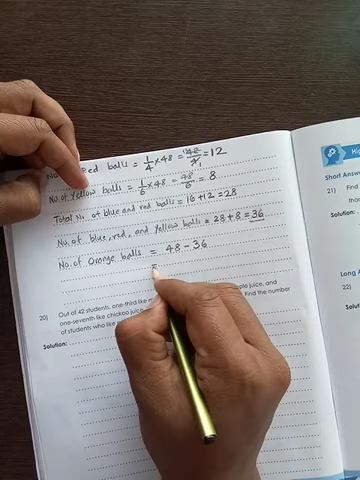 No. red balls = 1/4 × 48 = 48/4 = 12
No. of Yellow balls = 1/6 × 48 = 48/6 = 8
Total No. of blue and red balls = 16 + 12 = 28
No. of blue, red, and Yellow balls = 28 + 8 = 36
No. of Orange balls = 48 - 36
=
20) Out of 42 students, one-third like juice, and
one-seventh like chickoo find the number
of students who like
Solution:
Hig
Short Answ
21) Find
than
Solution:
Long
22)
Solution: